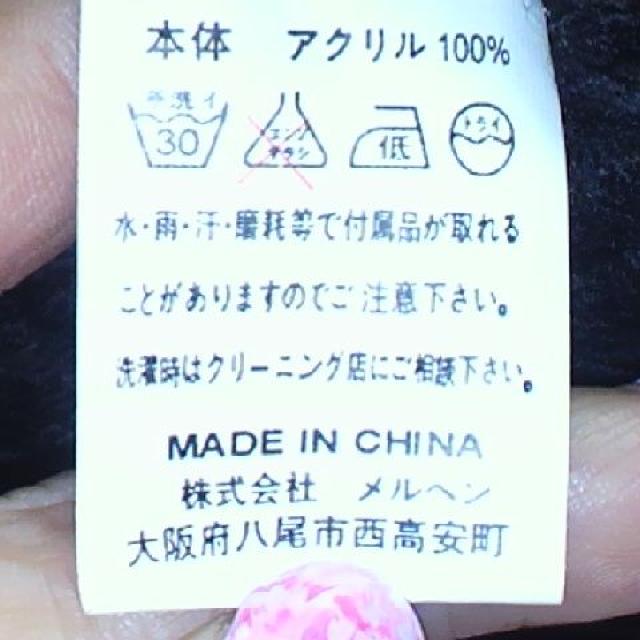 本体 アクリル 100%
手洗イ 30 エンソ サラシ 低 ドライ
水・雨・汗・磨耗等で付属品が取れる
ことがありますのでご注意下さい。
洗濯時はクリーニング店にご相談下さい。
MADE IN CHINA
株式会社 メルヘン
大阪府八尾市西高安町